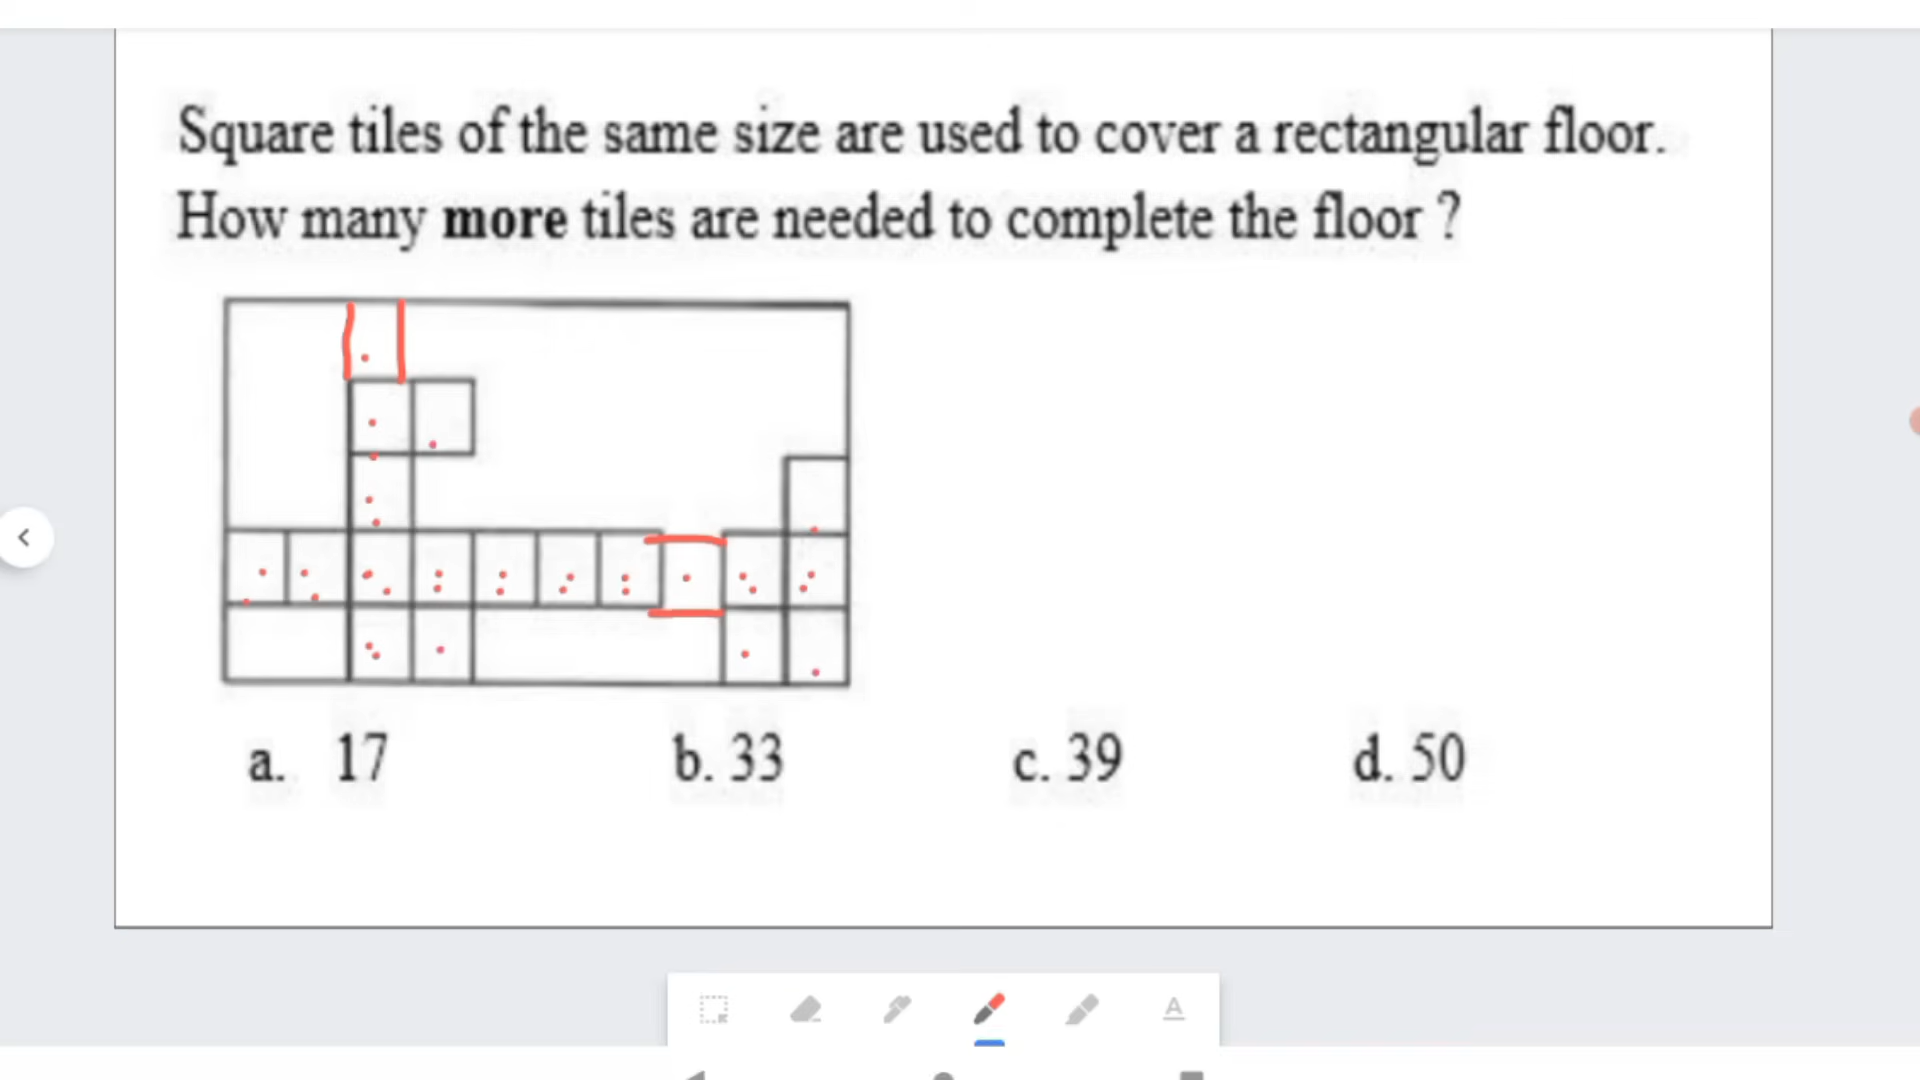 Square tiles of the same size are used to cover a rectangular floor.
How many more tiles are needed to complete the floor ?
a. 17 b. 33 c. 39 d. 50
A